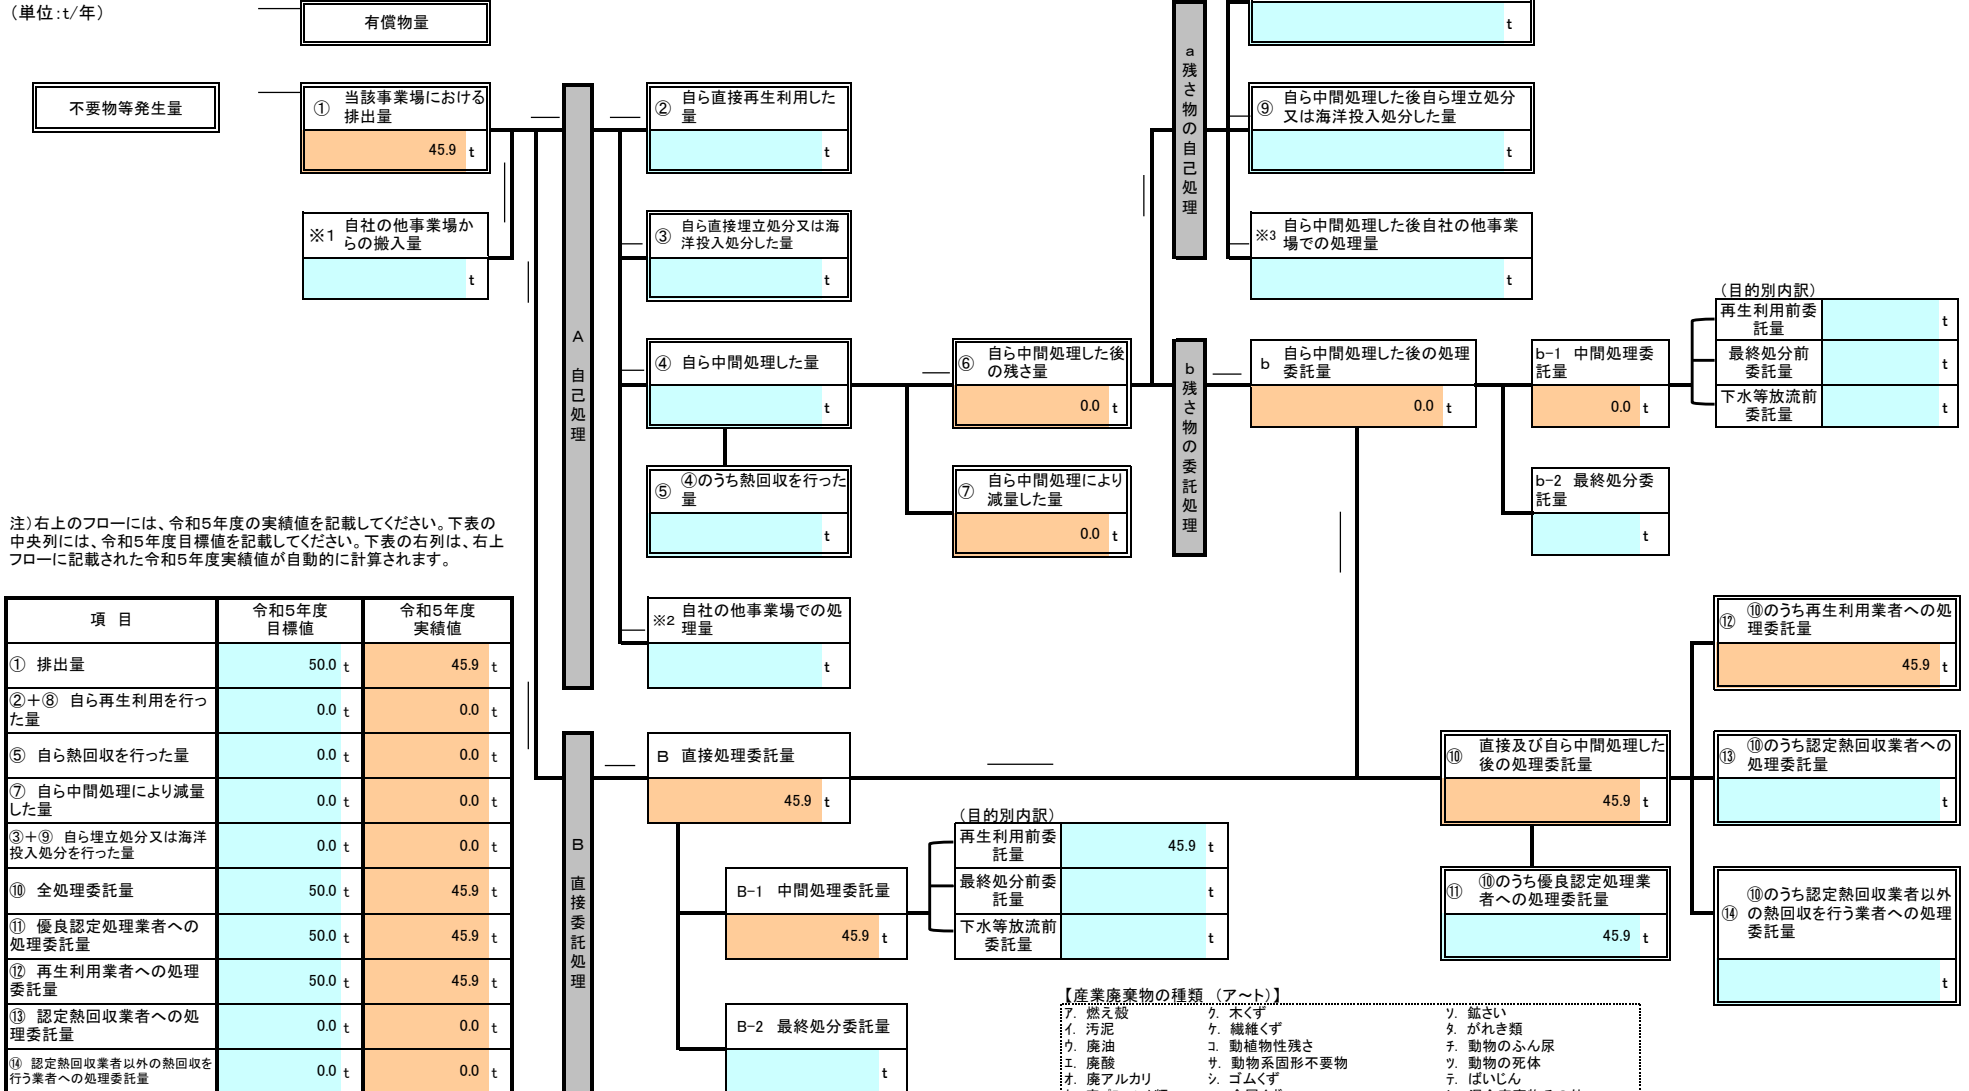 （単位:t/年）
有償物量
t
不要物等発生量
① 当該事業場における
排出量
45.9 t
※1 自社の他事業場か
らの搬入量
t
A 自己処理
② 自ら直接再生利用した
量
t
③ 自ら直接埋立処分又は海
洋投入処分した量
t
④ 自ら中間処理した量
t
⑤ ④のうち熱回収を行った
量
t
※2 自社の他事業場での処
理量
t
⑥ 自ら中間処理した後
の残さ量
0.0 t
⑦ 自ら中間処理により
減量した量
0.0 t
a 残さ物の自己処理
⑨ 自ら中間処理した後自ら埋立処分
又は海洋投入処分した量
t
※3 自ら中間処理した後自社の他事業
場での処理量
t
b 残さ物の委託処理
b 自ら中間処理した後の処理
委託量
0.0 t
b-1 中間処理委
託量
0.0 t
b-2 最終処分委
託量
t
（目的別内訳）
再生利用前委
託量
t
最終処分前
委託量
t
下水等放流前
委託量
t
注）右上のフローには、令和5年度の実績値を記載してください。下表の
中央列には、令和5年度目標値を記載してください。下表の右列は、右上
フローに記載された令和5年度実績値が自動的に計算されます。
項 目 令和5年度 目標値 令和5年度 実績値
① 排出量 50.0 t 45.9 t
②＋⑧ 自ら再生利用を行っ
た量 0.0 t 0.0 t
⑤ 自ら熱回収を行った量 0.0 t 0.0 t
⑦ 自ら中間処理により減量
した量 0.0 t 0.0 t
③＋⑨ 自ら埋立処分又は海洋
投入処分を行った量 0.0 t 0.0 t
⑩ 全処理委託量 50.0 t 45.9 t
⑪ 優良認定処理業者への
処理委託量 50.0 t 45.9 t
⑫ 再生利用業者への処理
委託量 50.0 t 45.9 t
⑬ 認定熱回収業者への処
理委託量 0.0 t 0.0 t
⑭ 認定熱回収業者以外の熱回収を
行う業者への処理委託量 0.0 t 0.0 t
B 直接委託処理
B 直接処理委託量
45.9 t
B-1 中間処理委託量
45.9 t
B-2 最終処分委託量
t
（目的別内訳）
再生利用前委
託量
45.9 t
最終処分前委
託量
t
下水等放流前
委託量
t
⑩ 直接及び自ら中間処理した
後の処理委託量
45.9 t
⑪ ⑩のうち優良認定処理業
者への処理委託量
45.9 t
⑫ ⑩のうち再生利用業者への処
理委託量
45.9 t
⑬ ⑩のうち認定熱回収業者への
処理委託量
t
⑭ ⑩のうち認定熱回収業者以外
の熱回収を行う業者への処理
委託量
t
【産業廃棄物の種類 （ア～ト）】
ア. 燃え殻 ク. 木くず ソ. 鉱さい
イ. 汚泥 ケ. 繊維くず タ. がれき類
ウ. 廃油 コ. 動植物性残さ チ. 動物のふん尿
エ. 廃酸 サ. 動物系固形不要物 ツ. 動物の死体
オ. 廃アルカリ シ. ゴムくず テ. ばいじん